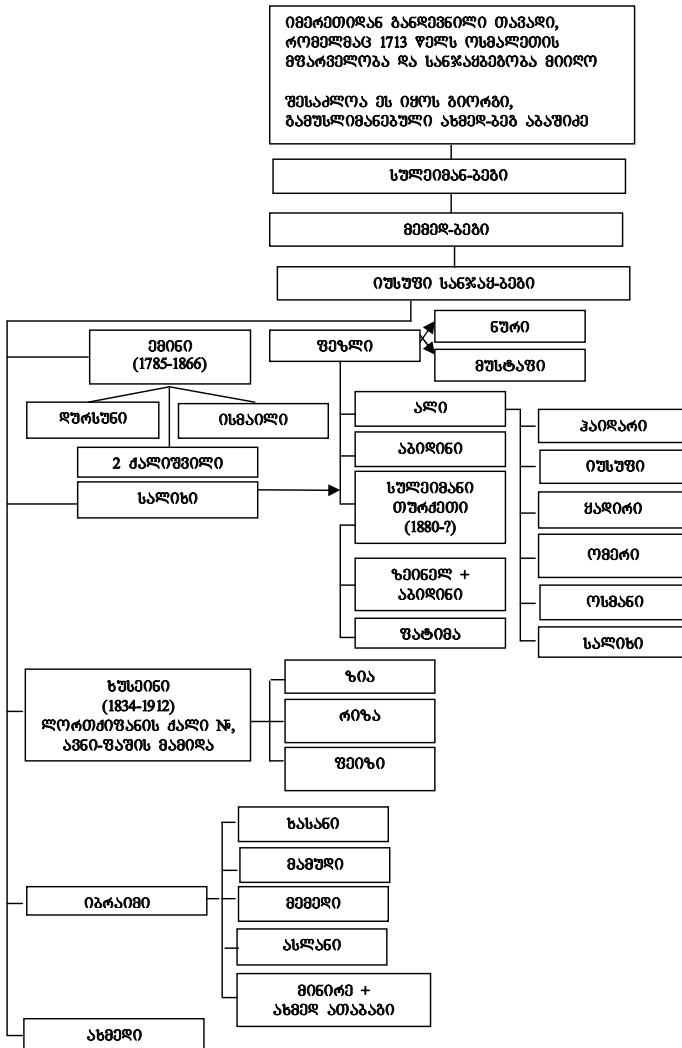 იმერეთიდან განდევნილი თავადი,
რომელმაც 1713 წელს ოსმალეთის
მფარველობა და სანჯაყბეგობა მიიღო
შესაძლოა ეს იყოს გიორგი,
გამუსლიმანებული ახმედ-ბეგ აბაშიძე
სულეიმან-ბეგი
მემედ-ბეგი
იუსუფი სანჯაყ-ბეგი
ემინი
(1785-1866)
ფეზლი
ნური
მუსტაფი
დურსუნი
ისმაილი
2 ქალიშვილი
სალიხი
ალი
აბიდინი
სულეიმანი
თურქეთი
(1880-?)
ზეინელ +
აბიდინი
ფატიმა
ჰაიდარი
იუსუფი
ყადირი
ომერი
ოსმანი
სალიხი
ხუსეინი
(1834-1912)
ლორთქიფანის ქალი №,
ავნი-ფაშის მამიდა
ზია
რიზა
ფეიზი
იბრაიმი
ხასანი
მამუდი
მემედი
ასლანი
მინირე +
ახმედ ათაბაგი
ახმედი